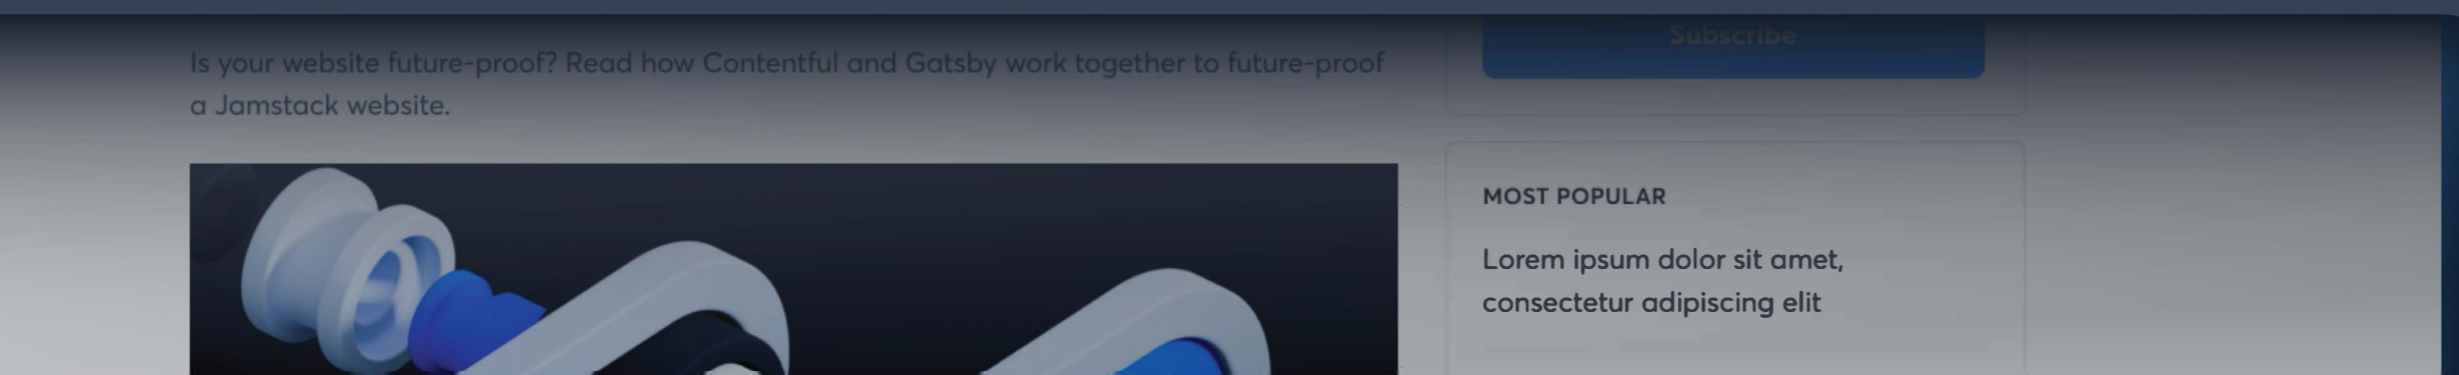 Is your website future-proof? Read how Contentful and Gatsby work together to future-proof
a Jamstack website.
Subscribe
MOST POPULAR
Lorem ipsum dolor sit amet,
consectetur adipiscing elit